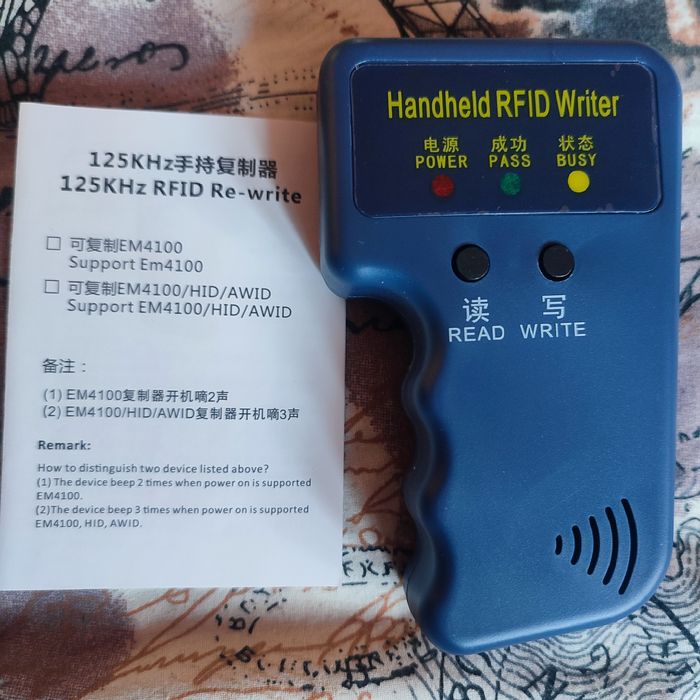 125KHz手持复制器
125KHz RFID Re-write
可复制EM4100
Support Em4100
可复制EM4100/HID/AWID
Support EM4100/HID/AWID
备注：
(1) EM4100复制器开机嘀2声
(2) EM4100/HID/AWID复制器开机嘀3声
Remark:
How to distinguish two device listed above?
(1) The device beep 2 times when power on is supported
EM4100.
(2)The device beep 3 times when power on is supported
EM4100, HID, AWID.
Handheld RFID Writer
电源 成功 状态
POWER PASS BUSY
读 写
READ WRITE